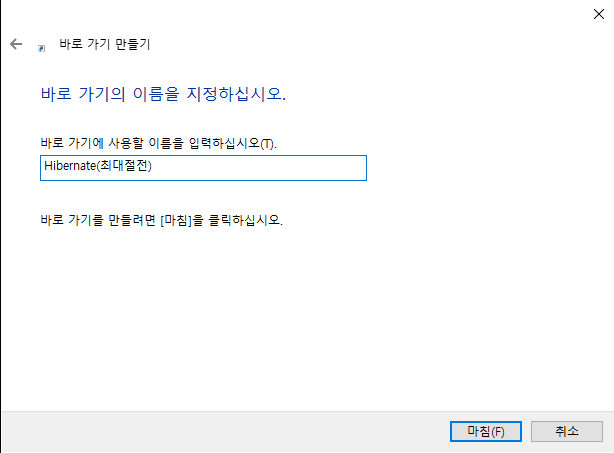 바로 가기 만들기
바로 가기의 이름을 지정하십시오.
바로 가기에 사용할 이름을 입력하십시오(T).
Hibernate(최대절전)
바로 가기를 만들려면 [마침]을 클릭하십시오.
마침(F) 취소